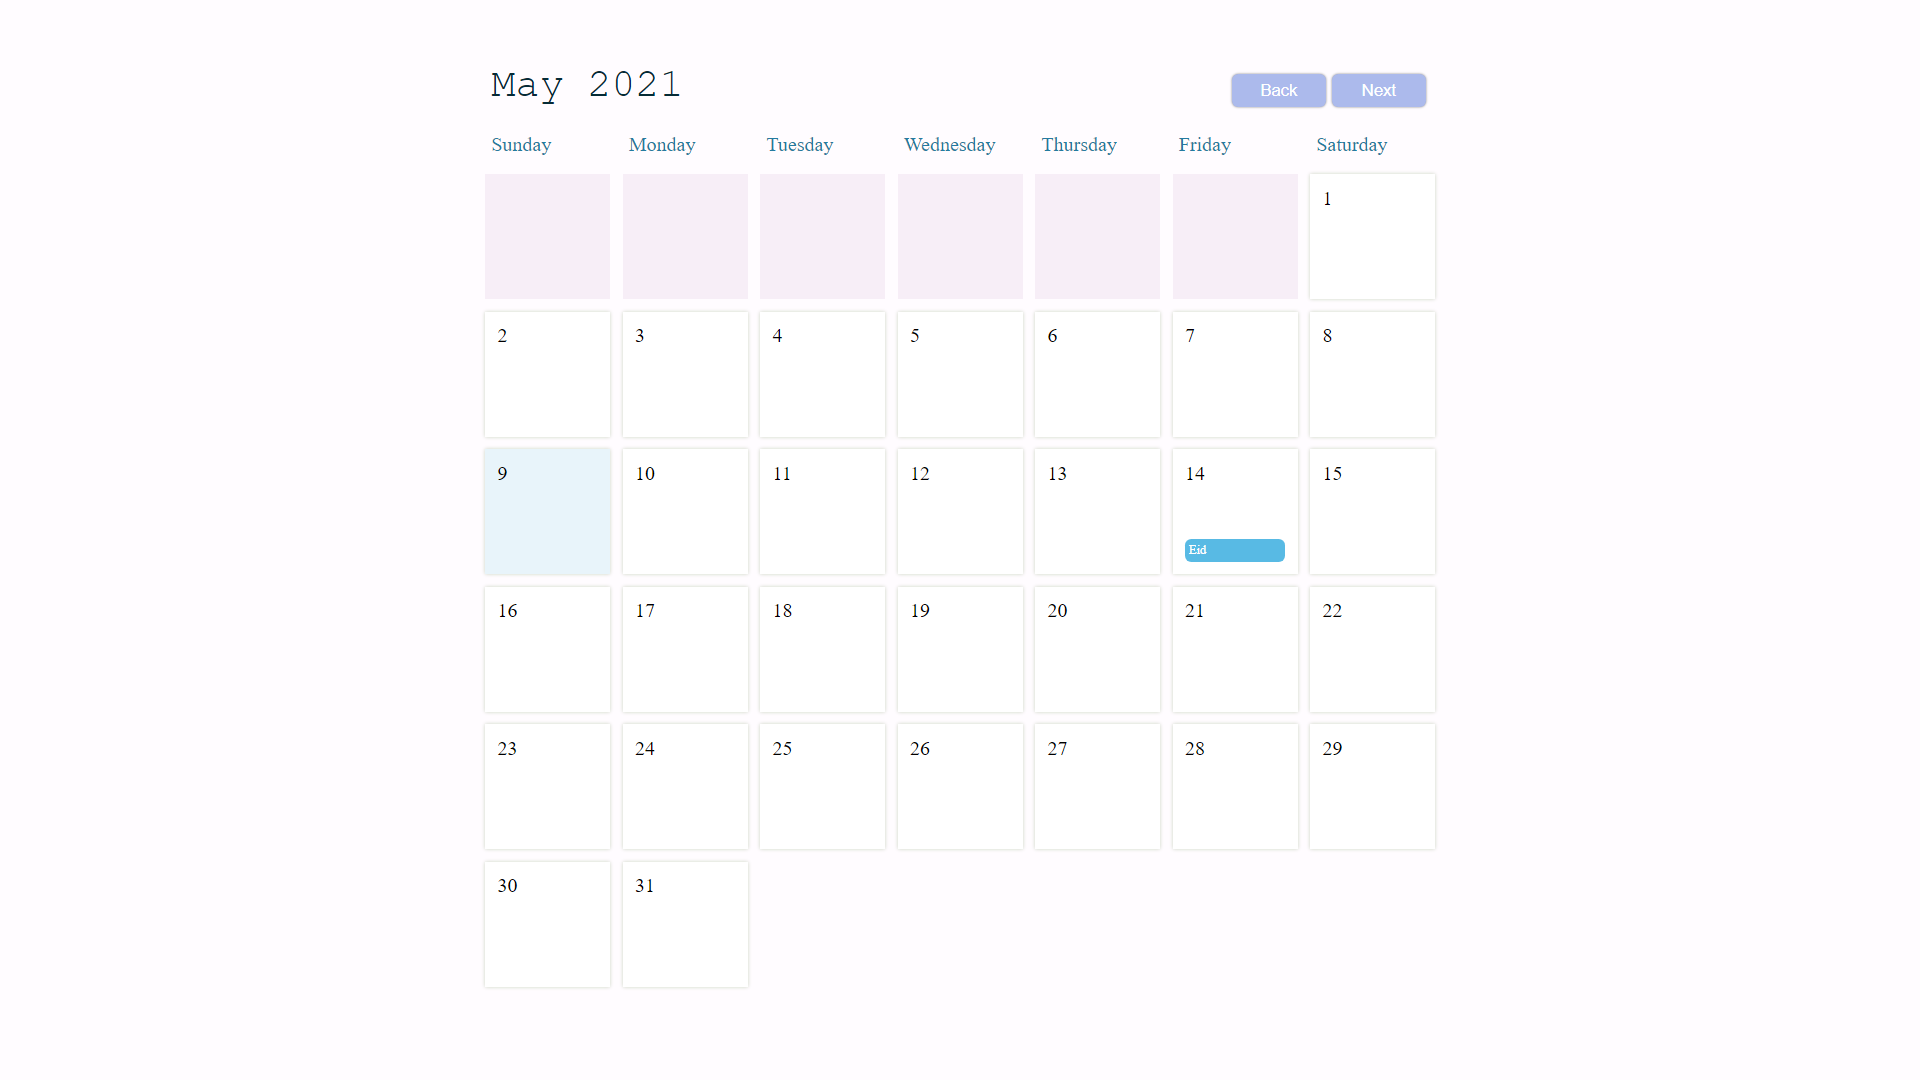 May 2021
Back Next
Sunday Monday Tuesday Wednesday Thursday Friday Saturday
1
2 3 4 5 6 7 8
9 10 11 12 13 14 15
Eid
16 17 18 19 20 21 22
23 24 25 26 27 28 29
30 31